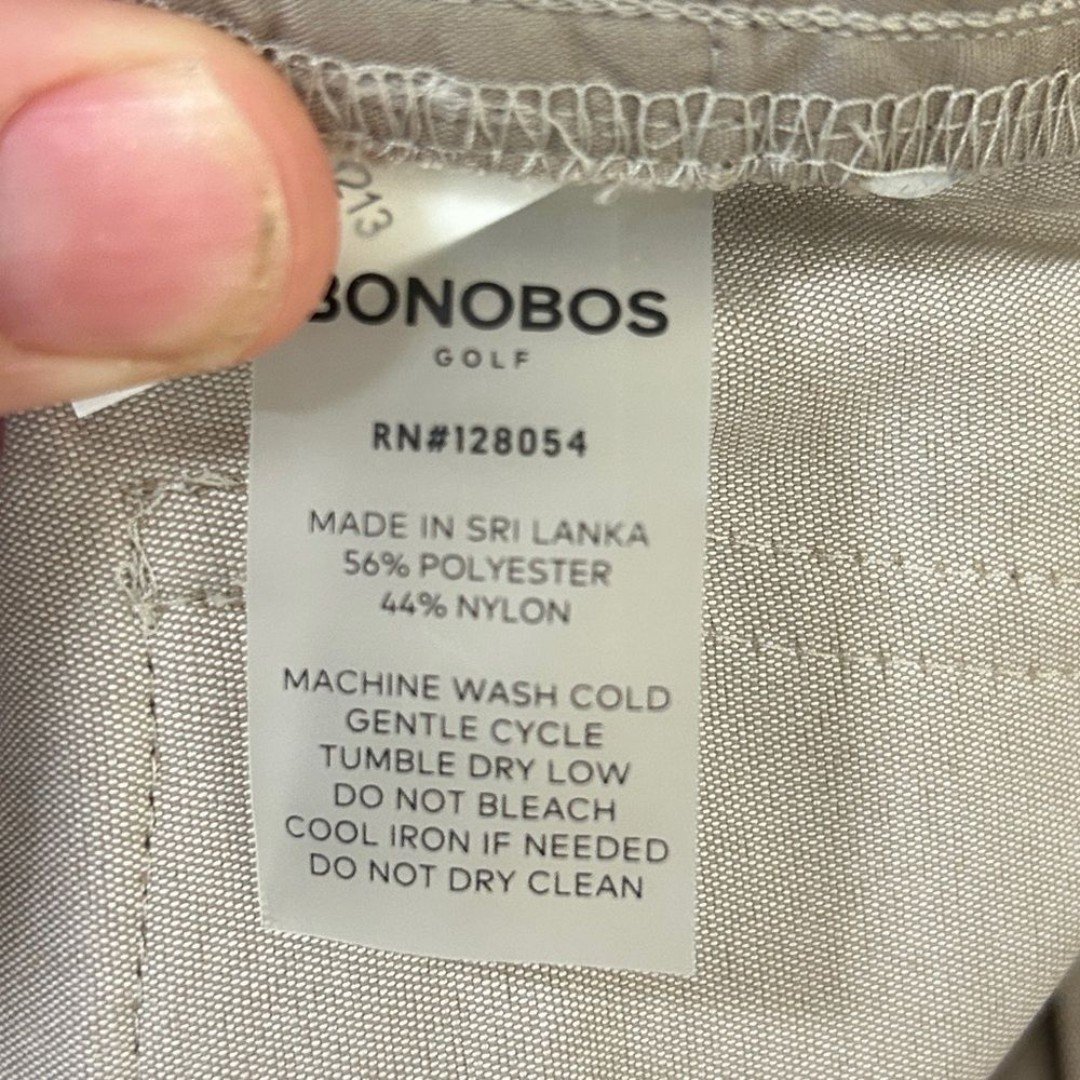 213
BONOBOS
GOLF
RN#128054
MADE IN SRI LANKA
56% POLYESTER
44% NYLON
MACHINE WASH COLD
GENTLE CYCLE
TUMBLE DRY LOW
DO NOT BLEACH
COOL IRON IF NEEDED
DO NOT DRY CLEAN